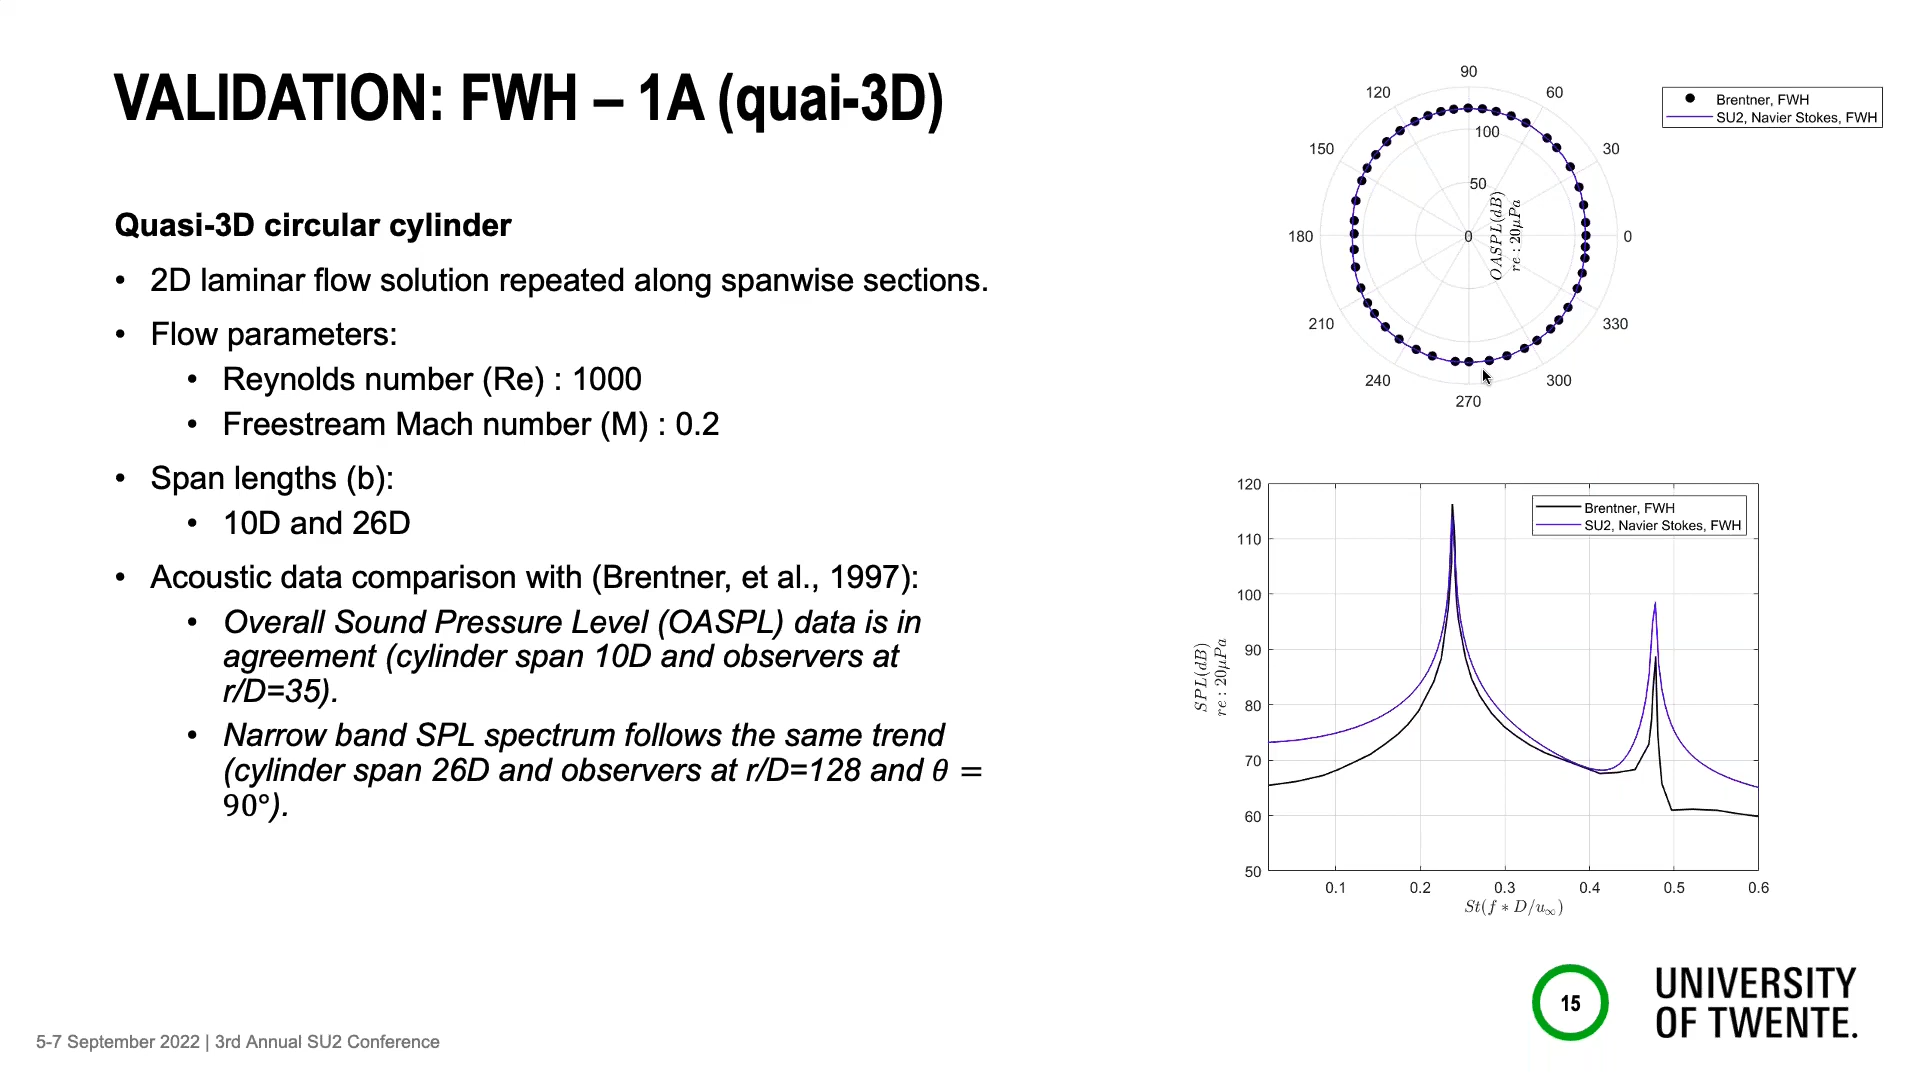 VALIDATION: FWH – 1A (quai-3D)
Quasi-3D circular cylinder
• 2D laminar flow solution repeated along spanwise sections.
• Flow parameters:
• Reynolds number (Re) : 1000
• Freestream Mach number (M) : 0.2
• Span lengths (b):
• 10D and 26D
• Acoustic data comparison with (Brentner, et al., 1997):
• Overall Sound Pressure Level (OASPL) data is in
agreement (cylinder span 10D and observers at
r/D=35).
• Narrow band SPL spectrum follows the same trend
(cylinder span 26D and observers at r/D=128 and θ =
90°).
90
120
60
150
30
180
0
210
330
240
300
270
100
50
0
OASPL(dB)
re : 20μPa
Brentner, FWH
SU2, Navier Stokes, FWH
120
110
100
90
80
70
60
50
SPL(dB)
re : 20μPa
Brentner, FWH
SU2, Navier Stokes, FWH
0.1 0.2 0.3 0.4 0.5 0.6
St(f ∗ D/u∞)
15
UNIVERSITY
OF TWENTE.
5-7 September 2022 | 3rd Annual SU2 Conference